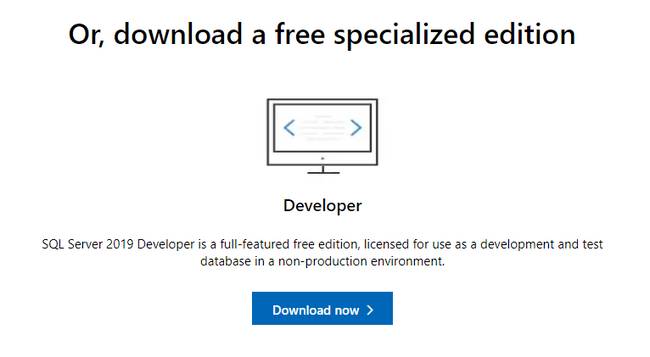 Or, download a free specialized edition
Developer
SQL Server 2019 Developer is a full-featured free edition, licensed for use as a development and test
database in a non-production environment.
Download now